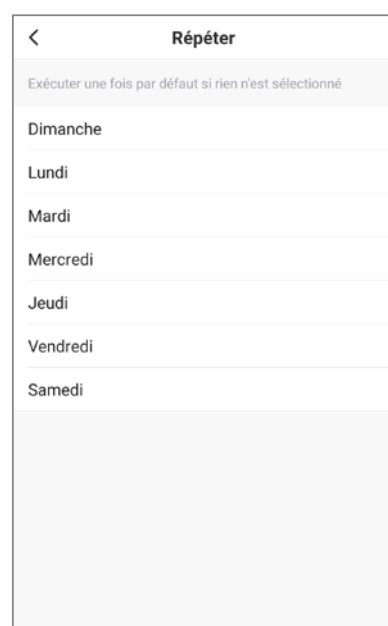 Répéter
Exécuter une fois par défaut si rien n'est sélectionné
Dimanche
Lundi
Mardi
Mercredi
Jeudi
Vendredi
Samedi